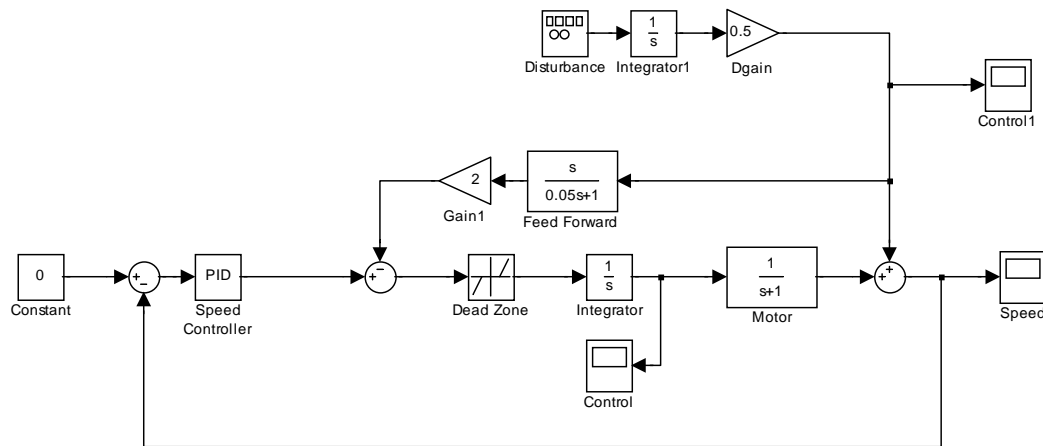 1
s
0.5
Disturbance
Integrator1
Dgain
Control1
2
s
0.05s+1
Gain1
Feed Forward
0
+
−
PID
+
−
1
s
1
s+1
+
+
Constant
Speed
Controller
Dead Zone
Integrator
Motor
Speed
Control